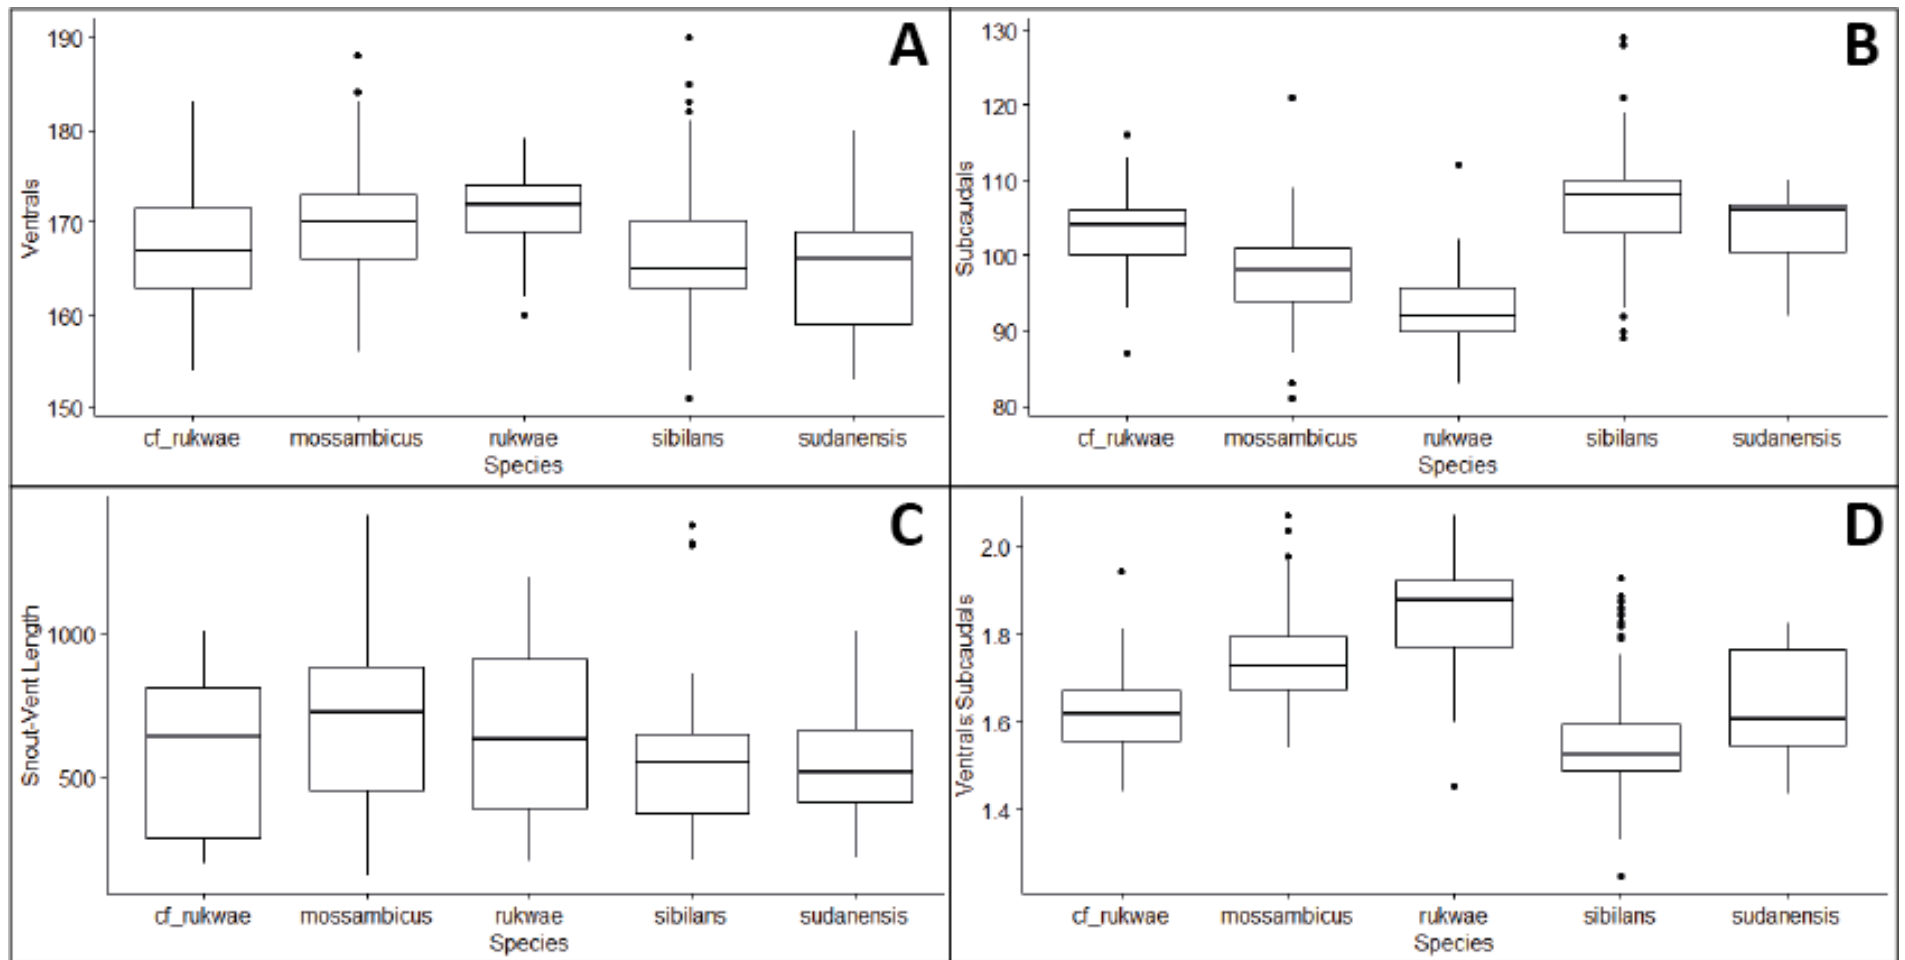 A
190
180
170
160
150
Ventrals
cf_rukwae mossambicus rukwae sibilans sudanensis
Species
B
130
120
110
100
90
80
Subcaudals
cf_rukwae mossambicus rukwae sibilans sudanensis
Species
C
1000
500
Snout-Vent Length
cf_rukwae mossambicus rukwae sibilans sudanensis
Species
D
2.0
1.8
1.6
1.4
Ventrals:Subcaudals
cf_rukwae mossambicus rukwae sibilans sudanensis
Species